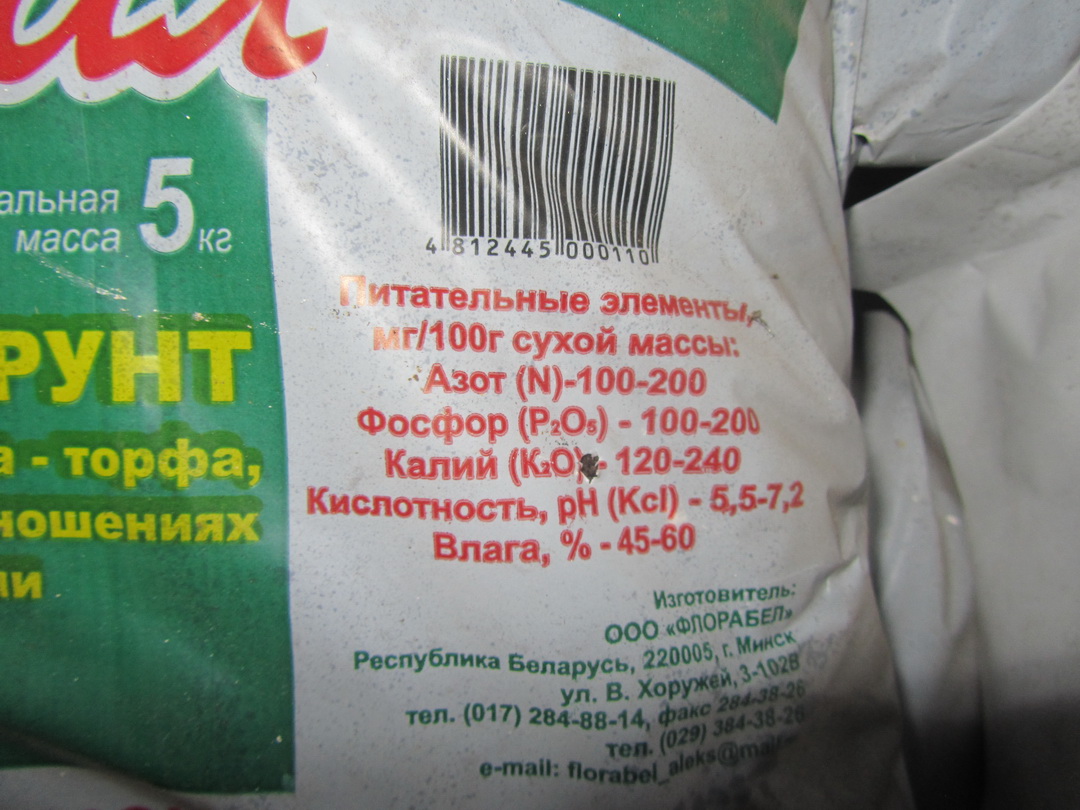 альная
масса 5 кг
РУНТ
а - торфа,
ношениях
ли
4 812445 000110
Питательные элементы,
мг/100г сухой массы:
Азот (N)-100-200
Фосфор (P₂O₅) - 100-200
Калий (K₂O) - 120-240
Кислотность, pH (Kcl) - 5,5-7,2
Влага, % - 45-60
Изготовитель:
ООО «ФЛОРАБЕЛ»
Республика Беларусь, 220005, г. Минск
ул. В. Хоружей, 3-102В
тел. (017) 284-88-14, факс 284-38-26
тел. (029) 384-38-26
e-mail: florabel_aleks@mail